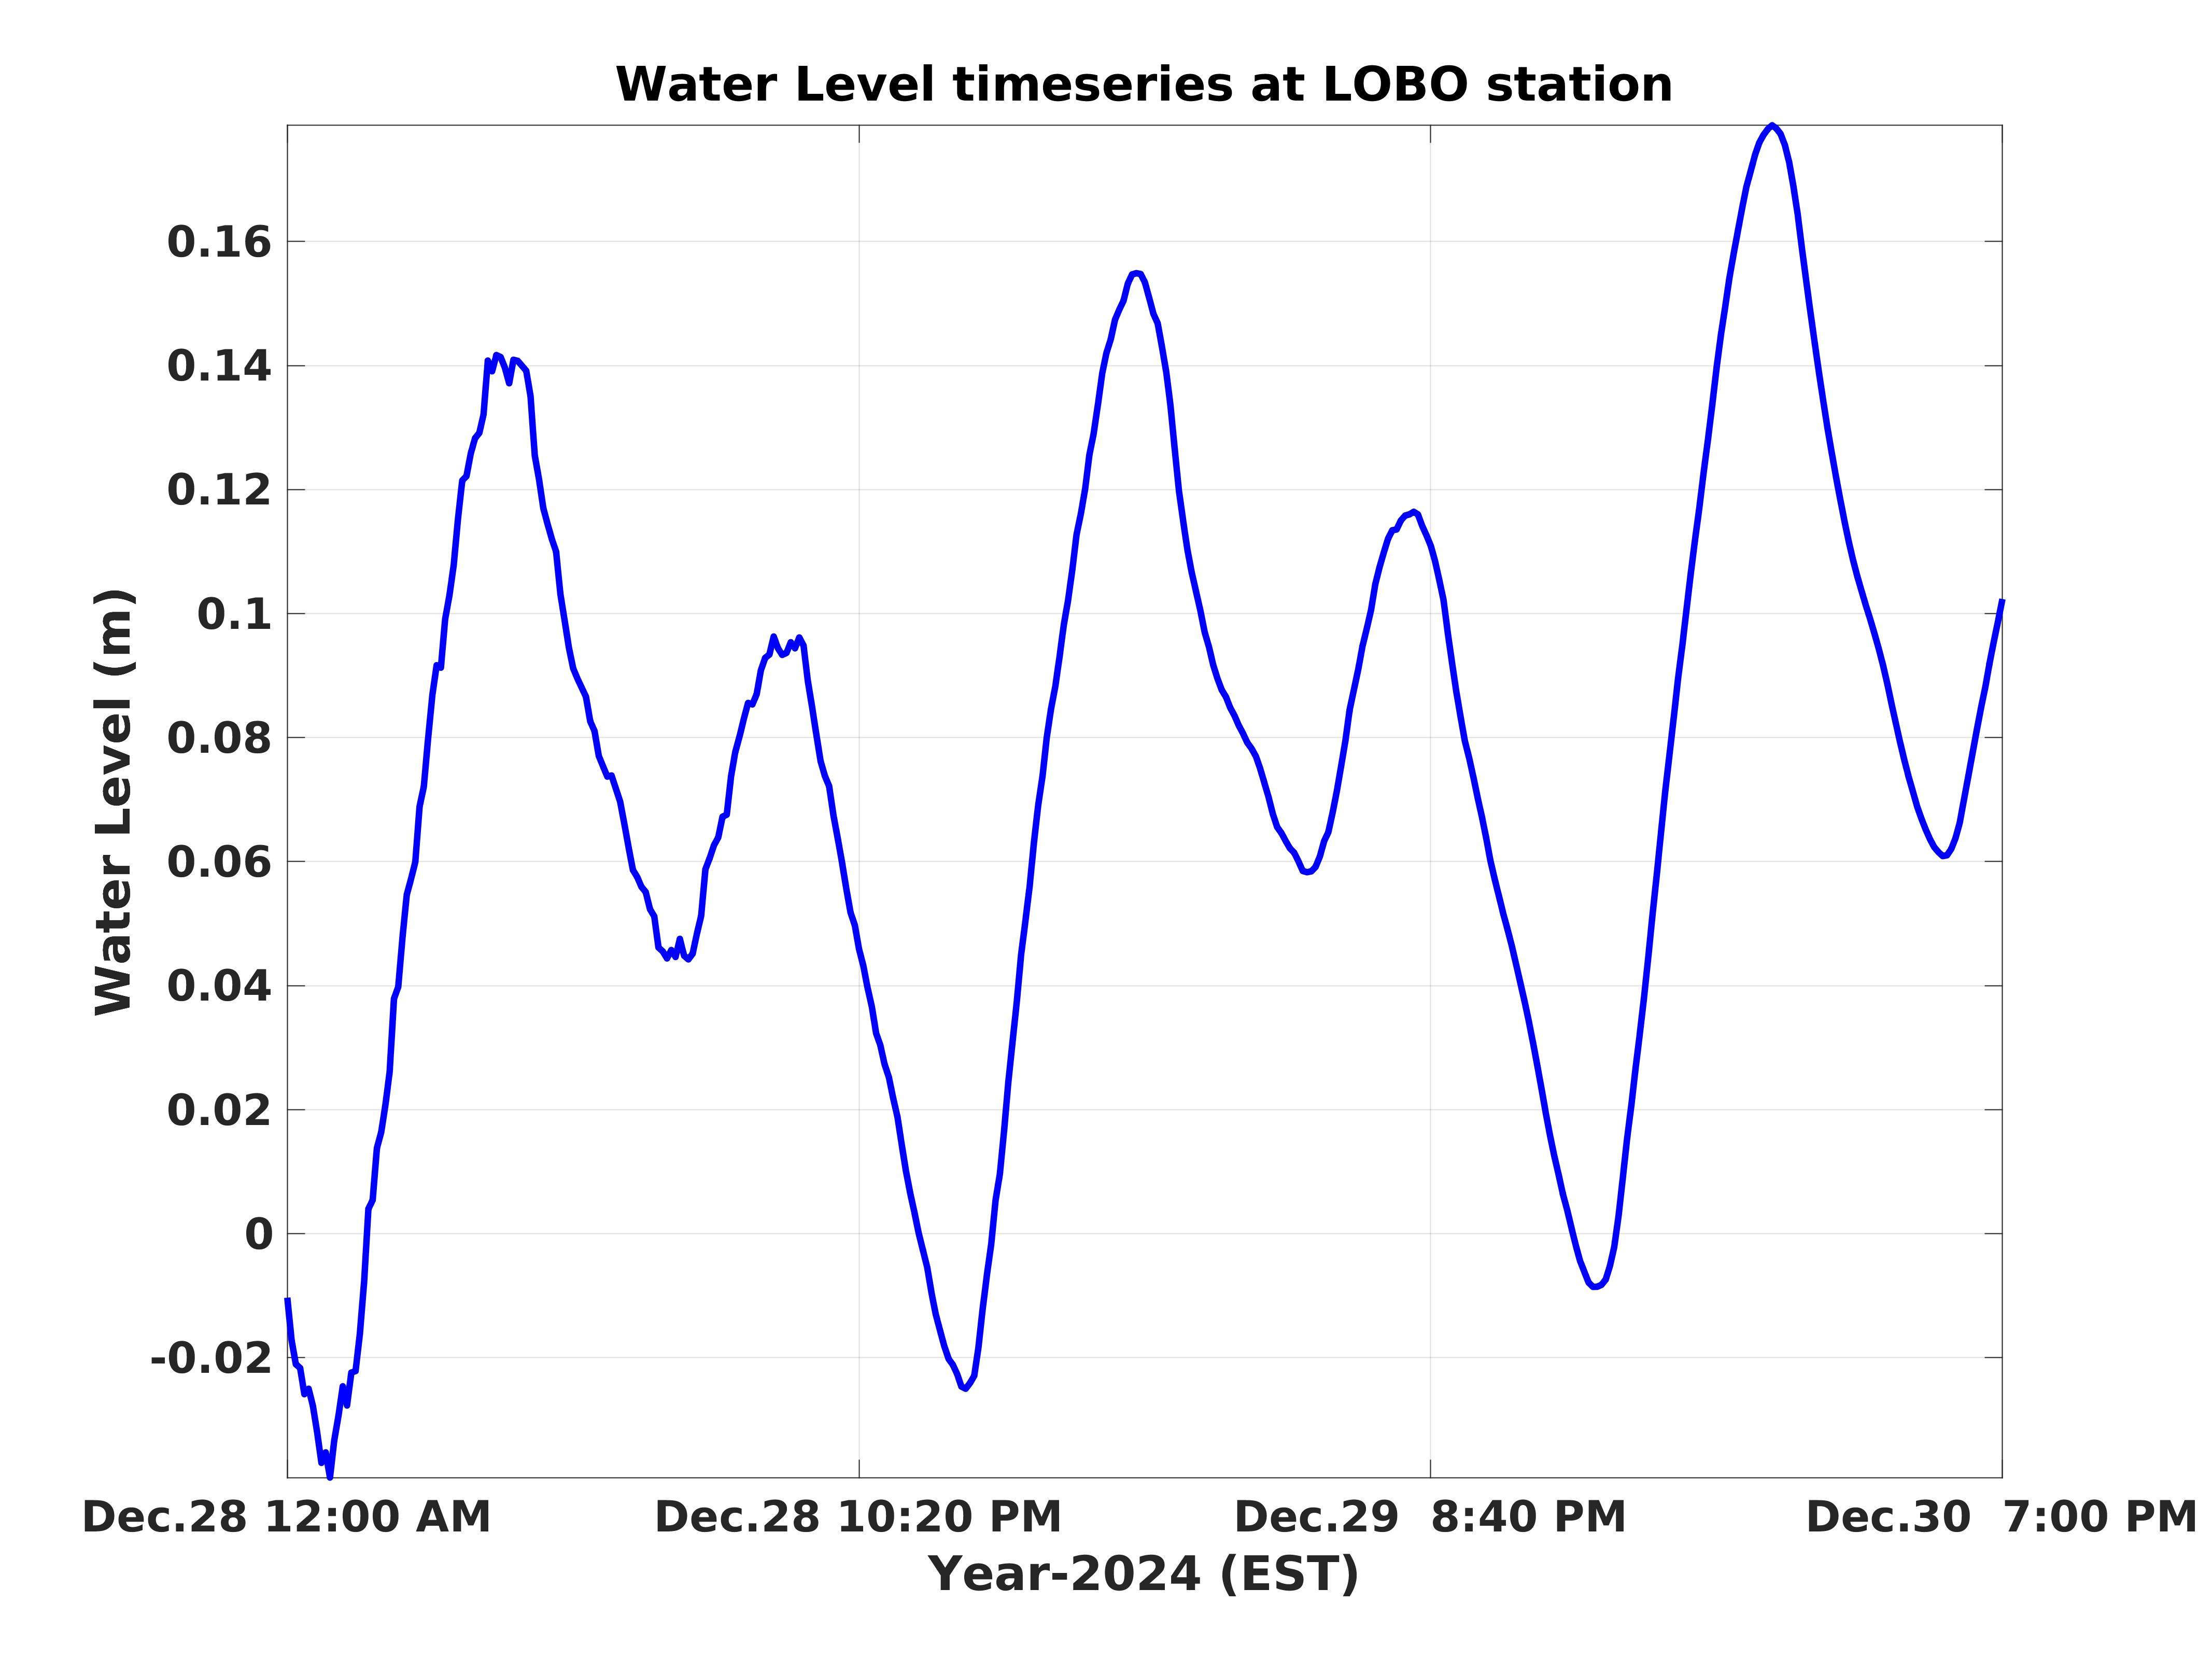 Water Level timeseries at LOBO station
Water Level (m)
0.16
0.14
0.12
0.1
0.08
0.06
0.04
0.02
0
-0.02
Dec.28 12:00 AM Dec.28 10:20 PM Dec.29 8:40 PM Dec.30 7:00 PM
Year-2024 (EST)